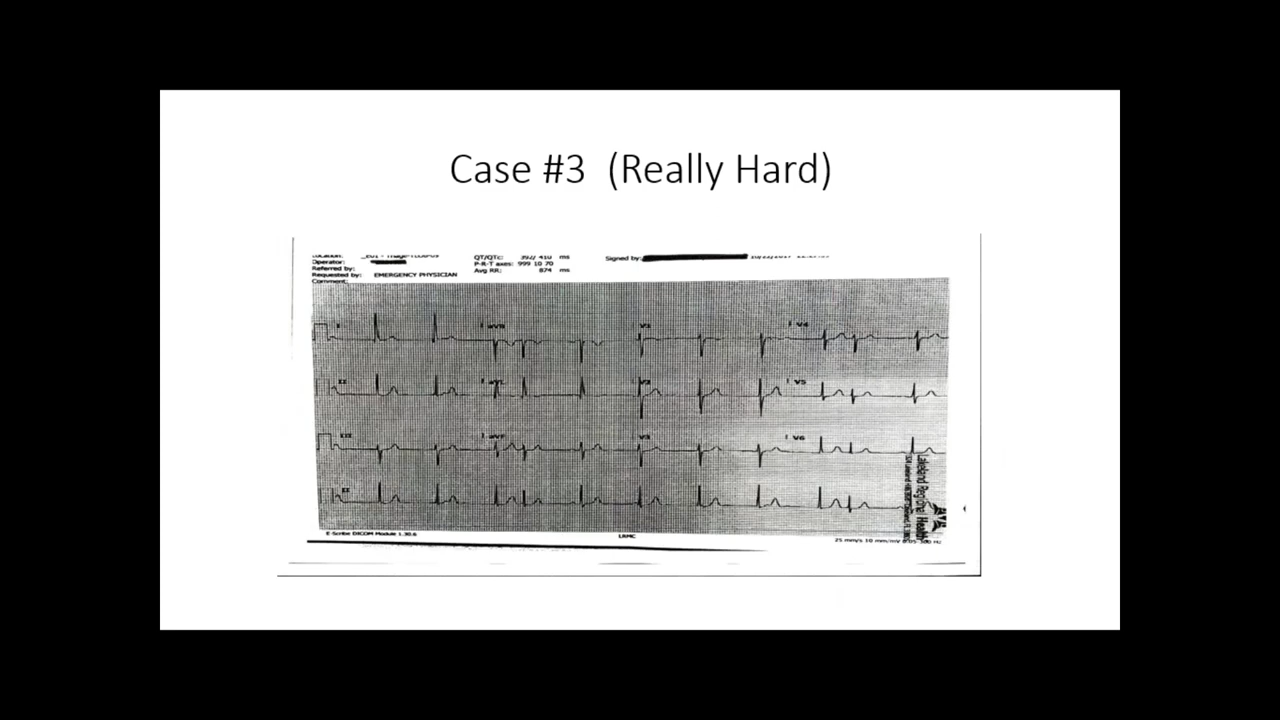 Case #3 (Really Hard)
QT/QTc: 392/ 410 ms
Operator:
P-R-T axes: 999 10 70
Signed by:
Referred by:
Avg RR: 874 ms
Requested by: EMERGENCY PHYSICIAN
Comment:
I aVR V1 V4
II aVL V2 V5
III aVF V3 V6
II
Lakeland Regional Health
E-Scribe DICOM Module 1.30.6 LRMC 25 mm/s 10 mm/mV